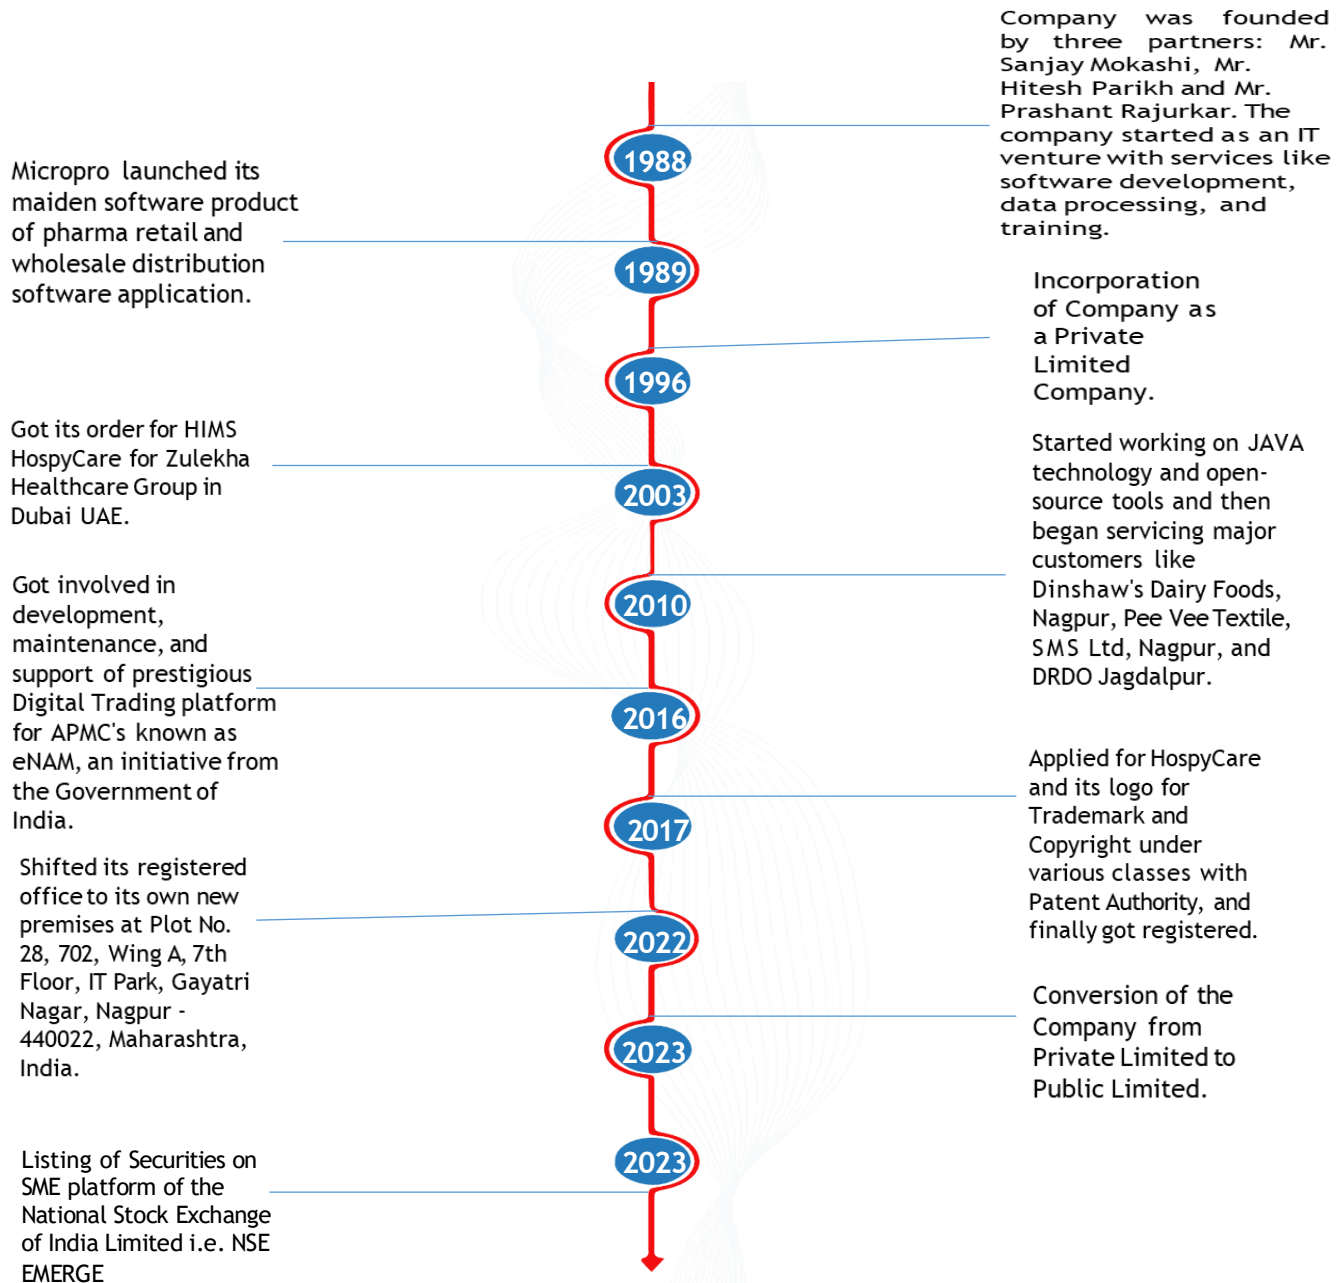 Company was founded
by three partners: Mr.
Sanjay Mokashi, Mr.
Hitesh Parikh and Mr.
Prashant Rajurkar. The
company started as an IT
venture with services like
software development,
data processing, and
training.
1988
Micropro launched its
maiden software product
of pharma retail and
wholesale distribution
software application.
1989
Incorporation
of Company as
a Private
Limited
Company.
1996
Got its order for HIMS
HospyCare for Zulekha
Healthcare Group in
Dubai UAE.
2003
Started working on JAVA
technology and open-
source tools and then
began servicing major
customers like
Dinshaw's Dairy Foods,
Nagpur, Pee Vee Textile,
SMS Ltd, Nagpur, and
DRDO Jagdalpur.
2010
Got involved in
development,
maintenance, and
support of prestigious
Digital Trading platform
for APMC's known as
eNAM, an initiative from
the Government of
India.
2016
Applied for HospyCare
and its logo for
Trademark and
Copyright under
various classes with
Patent Authority, and
finally got registered.
2017
Shifted its registered
office to its own new
premises at Plot No.
28, 702, Wing A, 7th
Floor, IT Park, Gayatri
Nagar, Nagpur -
440022, Maharashtra,
India.
2022
Conversion of the
Company from
Private Limited to
Public Limited.
2023
2023
Listing of Securities on
SME platform of the
National Stock Exchange
of India Limited i.e. NSE
EMERGE